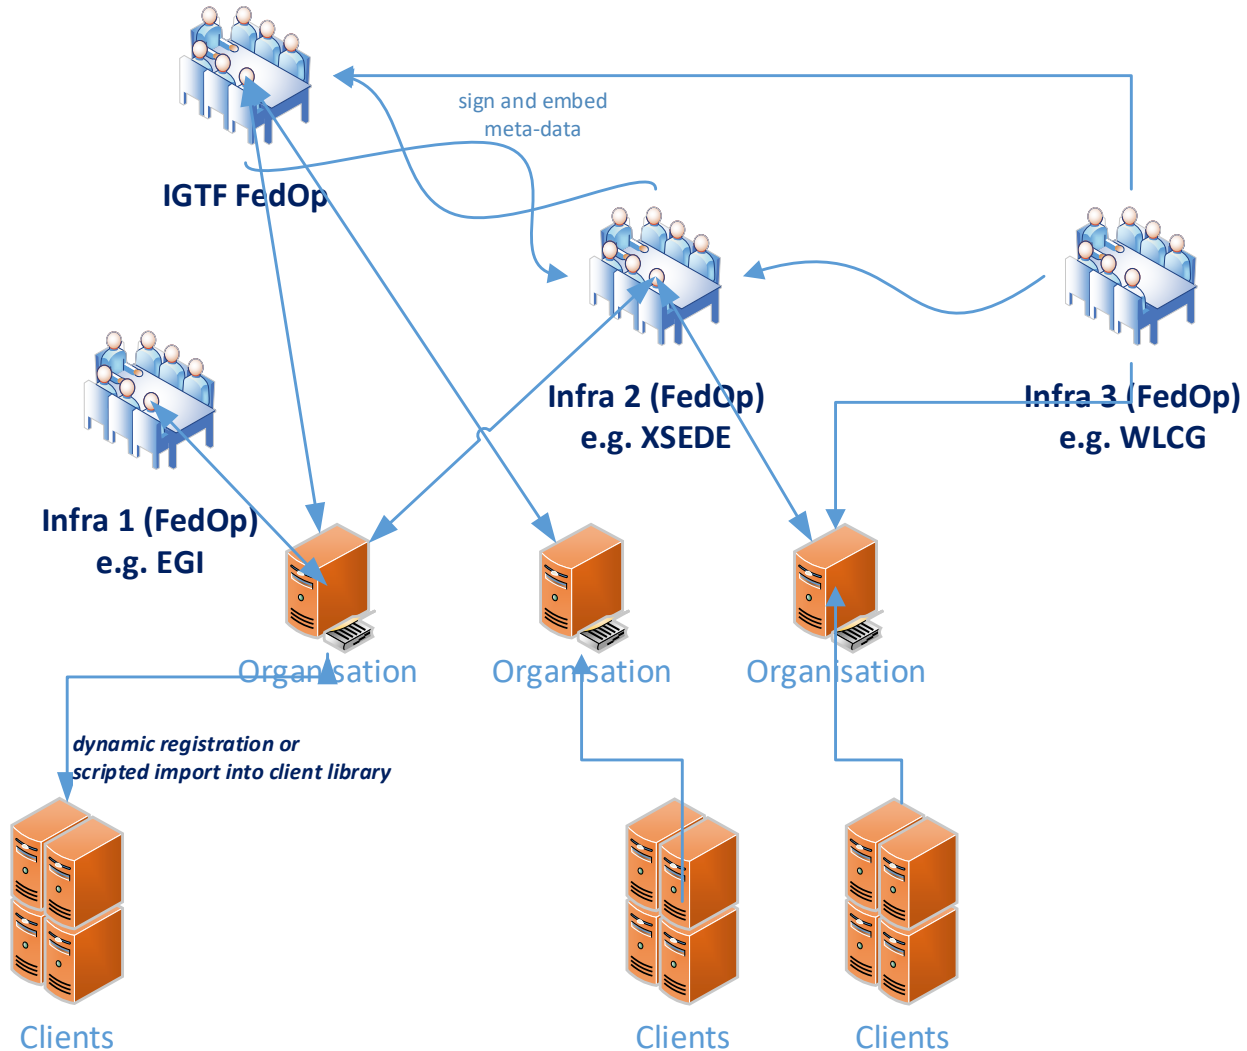 sign and embed
meta-data
IGTF FedOp
Infra 2 (FedOp)
e.g. XSEDE
Infra 3 (FedOp)
e.g. WLCG
Infra 1 (FedOp)
e.g. EGI
Organisation
Organisation
Organisation
dynamic registration or
scripted import into client library
Clients
Clients
Clients